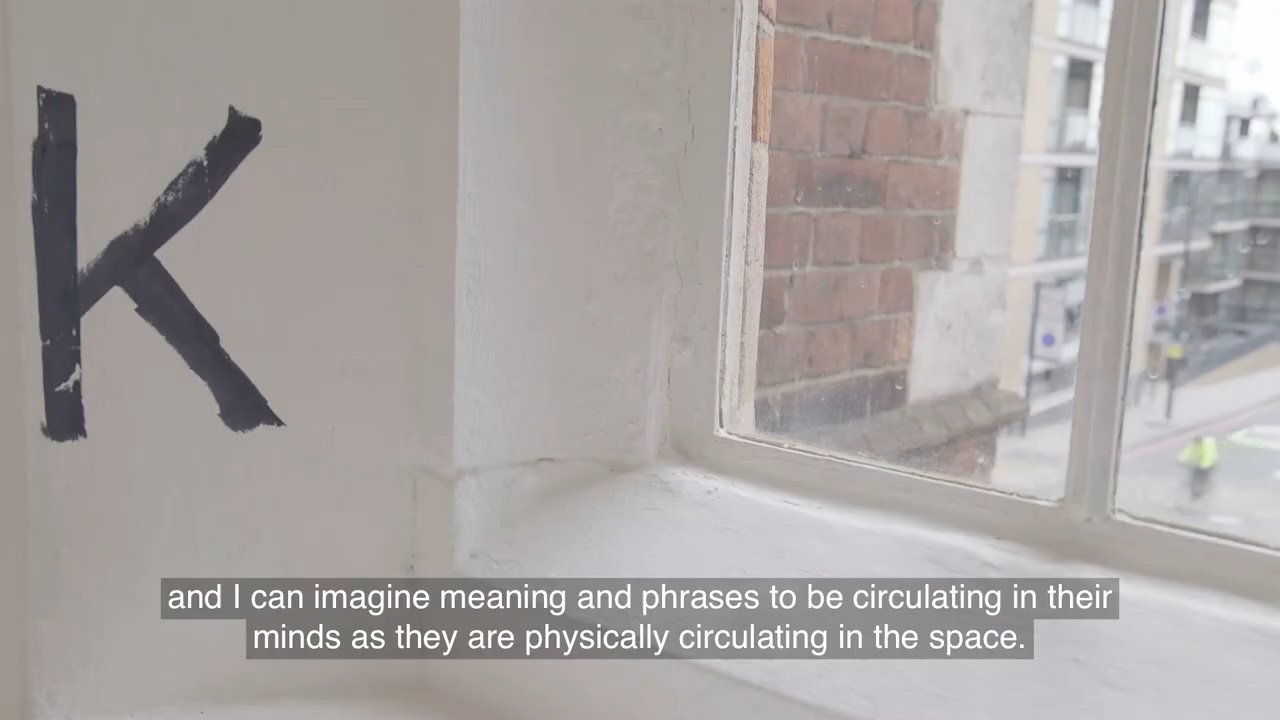 K
and I can imagine meaning and phrases to be circulating in their
minds as they are physically circulating in the space.